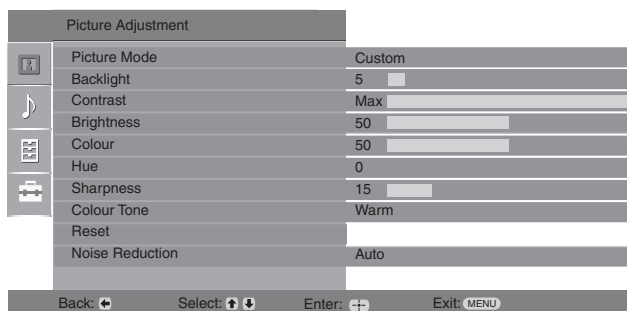 Picture Adjustment
Picture Mode Custom
Backlight 5
Contrast Max
Brightness 50
Colour 50
Hue 0
Sharpness 15
Colour Tone Warm
Reset
Noise Reduction Auto
Back: Select: Enter: Exit: MENU